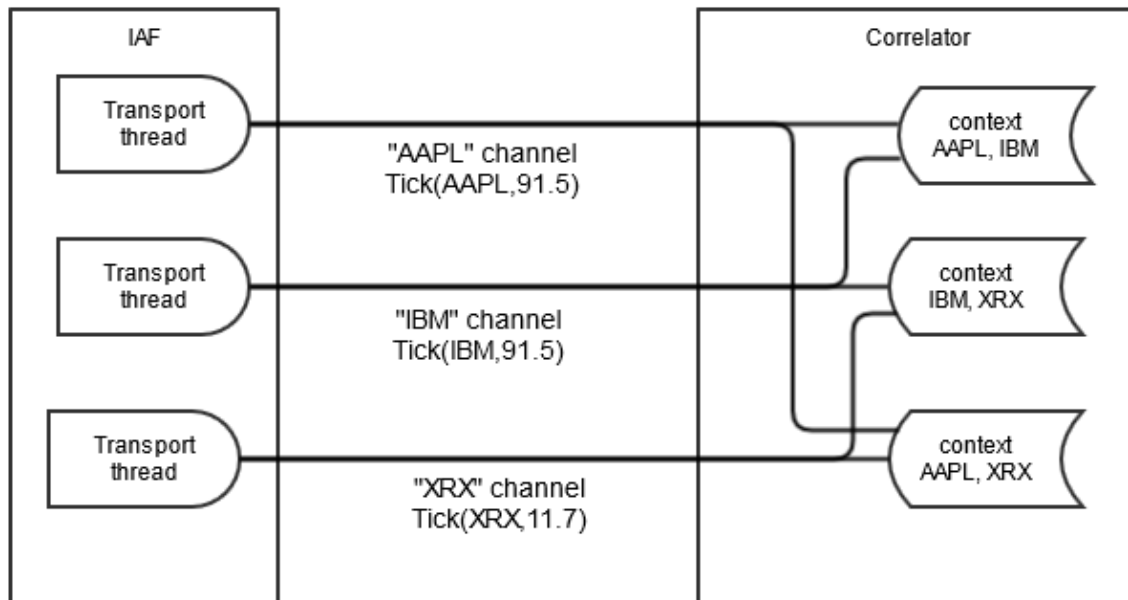 IAF
Correlator
Transport
thread
context
AAPL, IBM
"AAPL" channel
Tick(AAPL,91.5)
Transport
thread
context
IBM, XRX
"IBM" channel
Tick(IBM,91.5)
Transport
thread
context
AAPL, XRX
"XRX" channel
Tick(XRX,11.7)